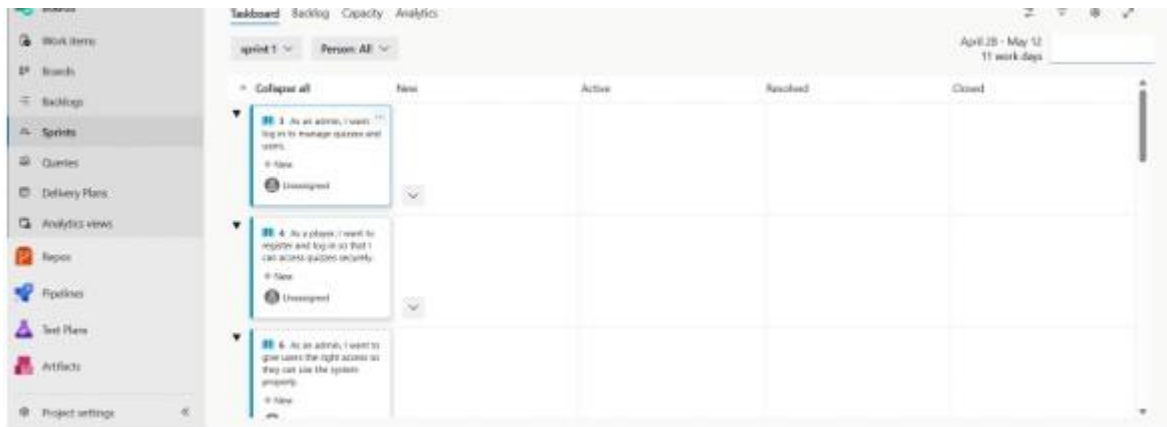 Boards
Taskboard Backlog Capacity Analytics
Work items
sprint 1 Person: All
April 28 - May 12
11 work days
Boards
Collapse all New Active Resolved Closed
Backlogs
3 As an admin, I want
log in to manage quizzes and
users.
Sprints
New
Queries
Unassigned
Delivery Plans
Analytics views
4 As a player, I want to
register and log in so that I
can access quizzes securely.
Repos
New
Pipelines
Unassigned
Test Plans
6 As an admin, I want to
give users the right access so
they can use the system
properly.
Artifacts
New
Project settings